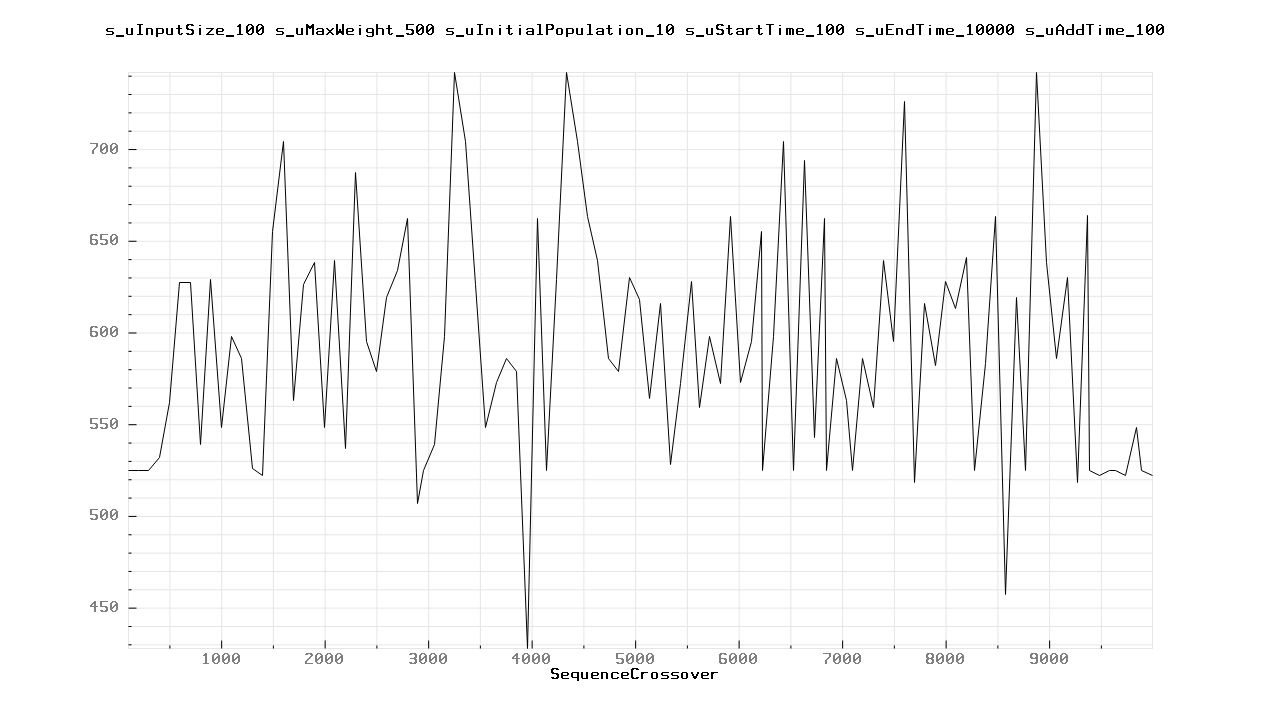 s_uInputSize_100 s_uMaxWeight_500 s_uInitialPopulation_10 s_uStartTime_100 s_uEndTime_10000 s_uAddTime_100
700
650
600
550
500
450
1000 2000 3000 4000 5000 6000 7000 8000 9000
SequenceCrossover